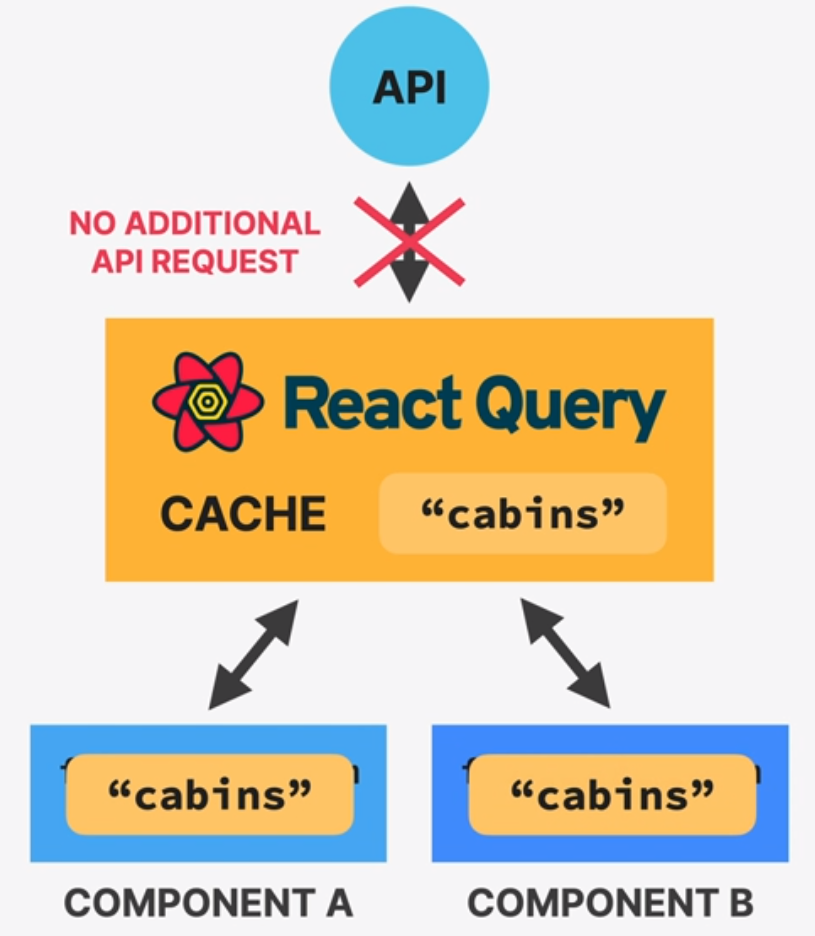 API
NO ADDITIONAL
API REQUEST
React Query
CACHE “cabins”
“cabins” “cabins”
COMPONENT A COMPONENT B